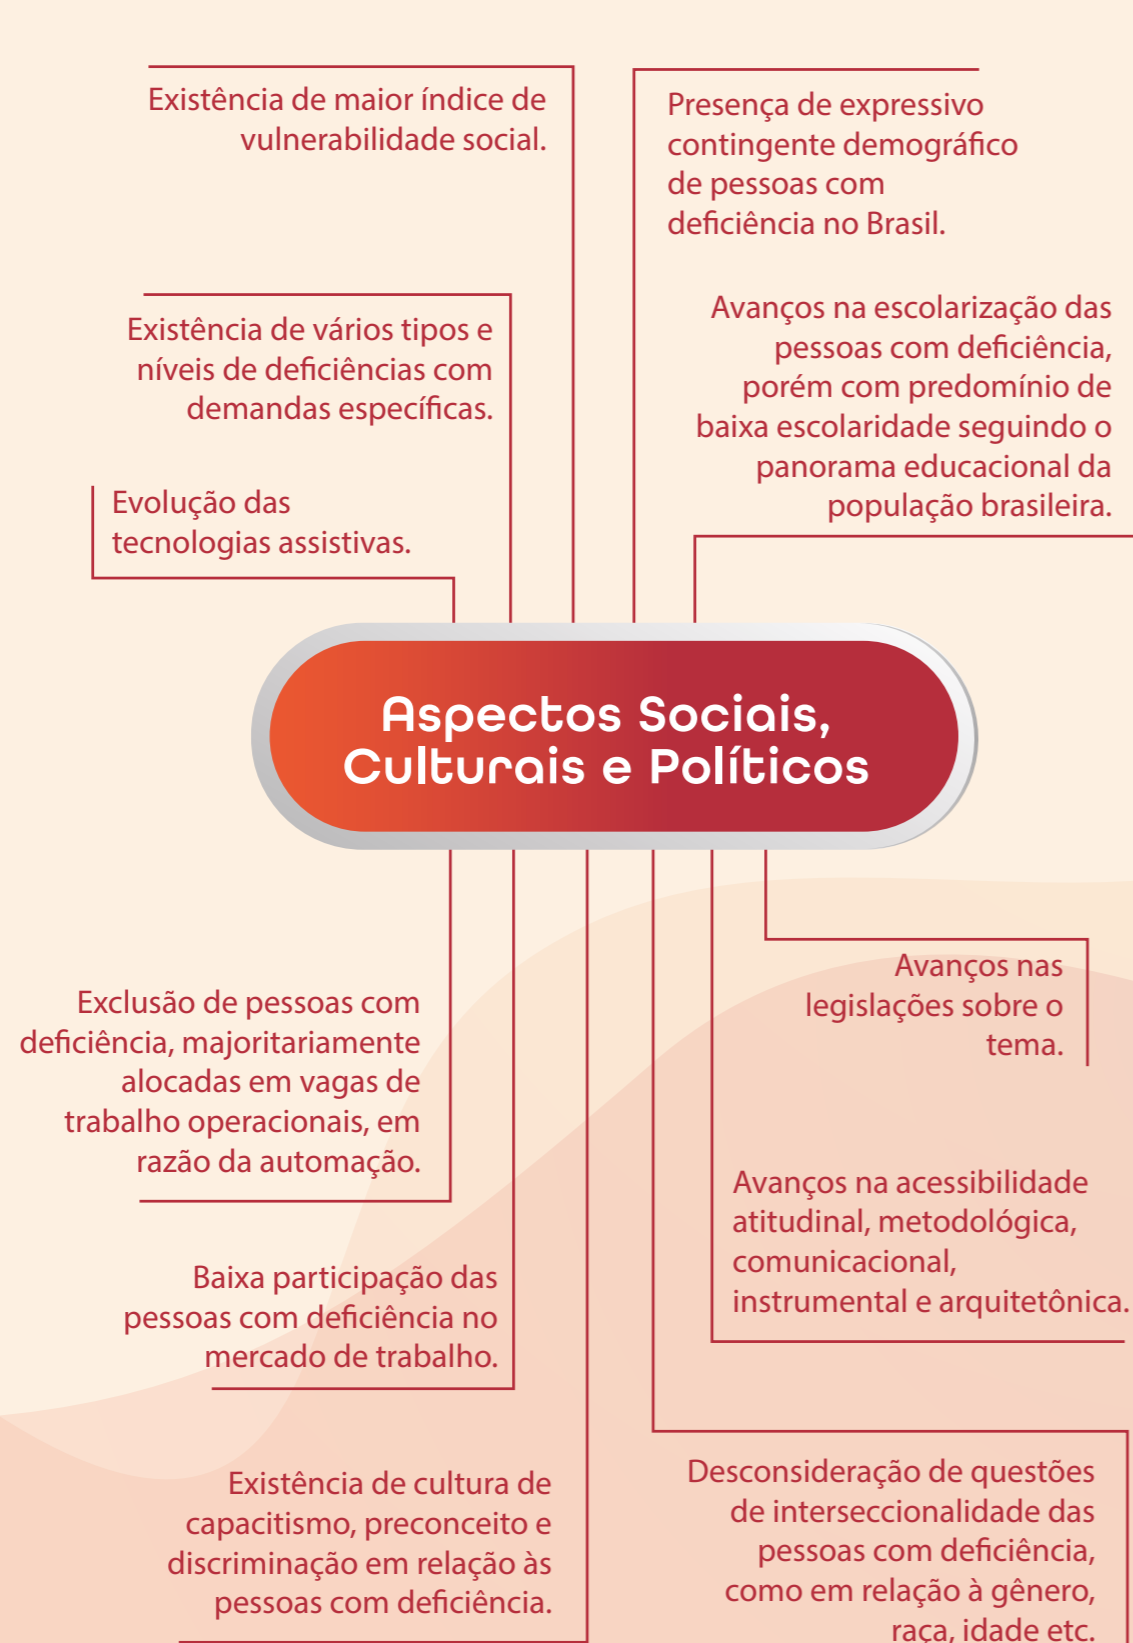 Existência de maior índice de
vulnerabilidade social.
Presença de expressivo
contingente demográfico
de pessoas com
deficiência no Brasil.
Existência de vários tipos e
níveis de deficiências com
demandas específicas.
Avanços na escolarização das
pessoas com deficiência,
porém com predomínio de
baixa escolaridade seguindo o
panorama educacional da
população brasileira.
Evolução das
tecnologias assistivas.
Aspectos Sociais,
Culturais e Políticos
Exclusão de pessoas com
deficiência, majoritariamente
alocadas em vagas de
trabalho operacionais, em
razão da automação.
Avanços nas
legislações sobre o
tema.
Baixa participação das
pessoas com deficiência no
mercado de trabalho.
Avanços na acessibilidade
atitudinal, metodológica,
comunicacional,
instrumental e arquitetônica.
Existência de cultura de
capacitismo, preconceito e
discriminação em relação às
pessoas com deficiência.
Desconsideração de questões
de interseccionalidade das
pessoas com deficiência,
como em relação à gênero,
raça, idade etc.